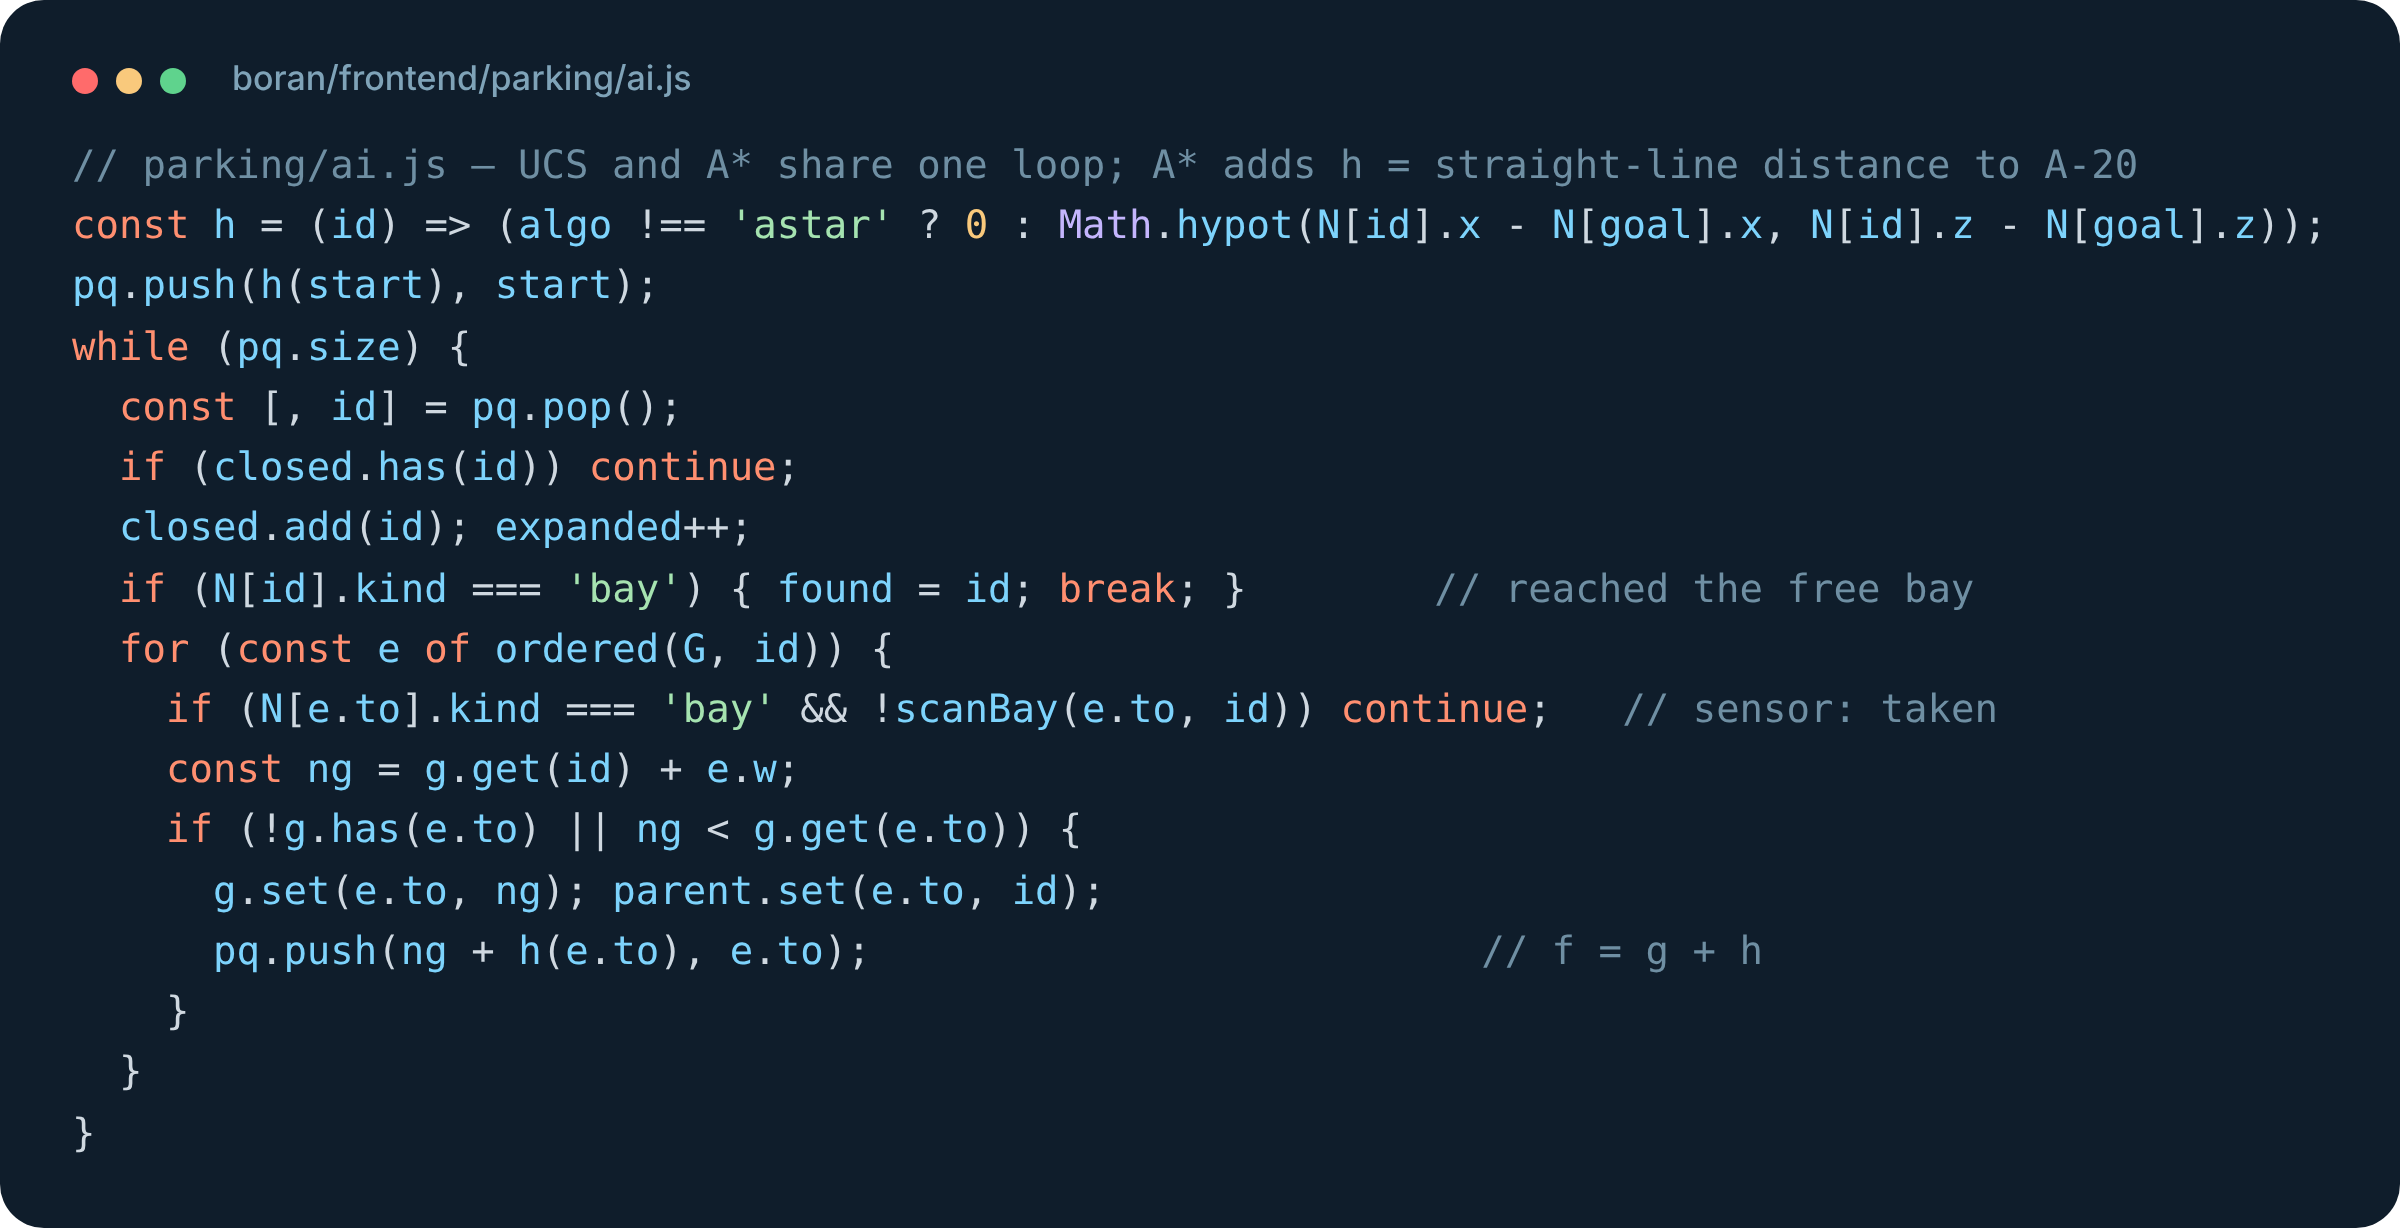 boran/frontend/parking/ai.js
// parking/ai.js — UCS and A* share one loop; A* adds h = straight-line distance to A-20
const h = (id) => (algo !== 'astar' ? 0 : Math.hypot(N[id].x - N[goal].x, N[id].z - N[goal].z));
pq.push(h(start), start);
while (pq.size) {
  const [, id] = pq.pop();
  if (closed.has(id)) continue;
  closed.add(id); expanded++;
  if (N[id].kind === 'bay') { found = id; break; }        // reached the free bay
  for (const e of ordered(G, id)) {
    if (N[e.to].kind === 'bay' && !scanBay(e.to, id)) continue;   // sensor: taken
    const ng = g.get(id) + e.w;
    if (!g.has(e.to) || ng < g.get(e.to)) {
      g.set(e.to, ng); parent.set(e.to, id);
      pq.push(ng + h(e.to), e.to);                          // f = g + h
    }
  }
}